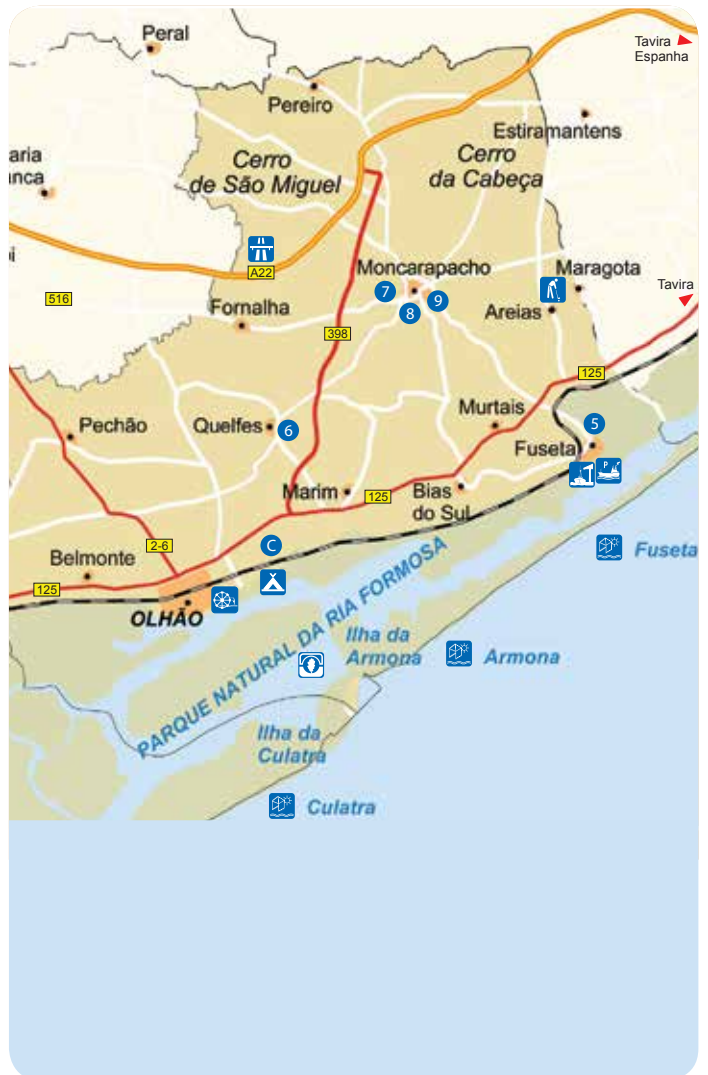 Peral
Tavira
Espanha
Pereiro
Estiramantens
Cerro
de São Miguel
Cerro
da Cabeça
aria
anca
A22
516
Moncarapacho
Maragota
Tavira
7
8
9
Areias
Fornalha
398
125
Pechão
Quelfes
6
Murtais
5
Fuseta
Marim
125
Bias
do Sul
C
2-6
Belmonte
125
OLHÃO
P
Fuseta
PARQUE NATURAL DA RIA FORMOSA
Ilha da
Armona
Armona
Ilha da
Culatra
Culatra